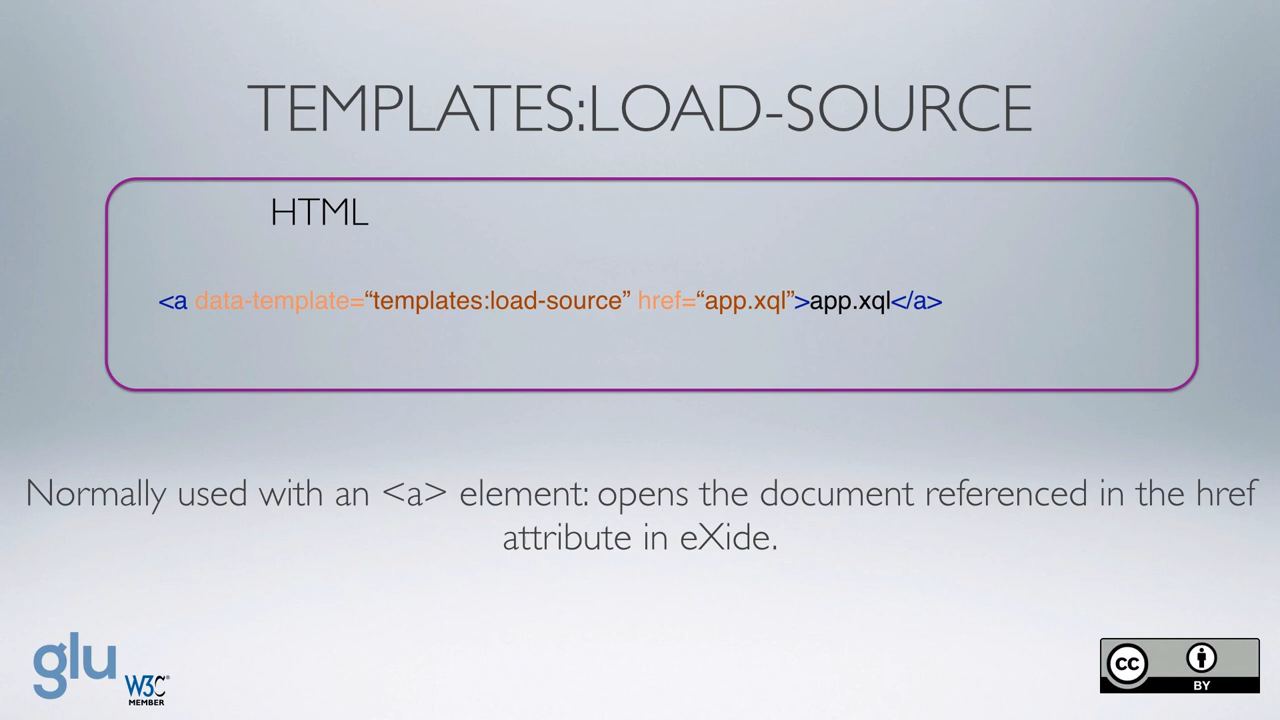 TEMPLATES:LOAD-SOURCE
HTML
<a data-template=“templates:load-source” href=“app.xql”>app.xql</a>
Normally used with an <a> element: opens the document referenced in the href
attribute in eXide.
glu
W3C®
MEMBER
cc
BY